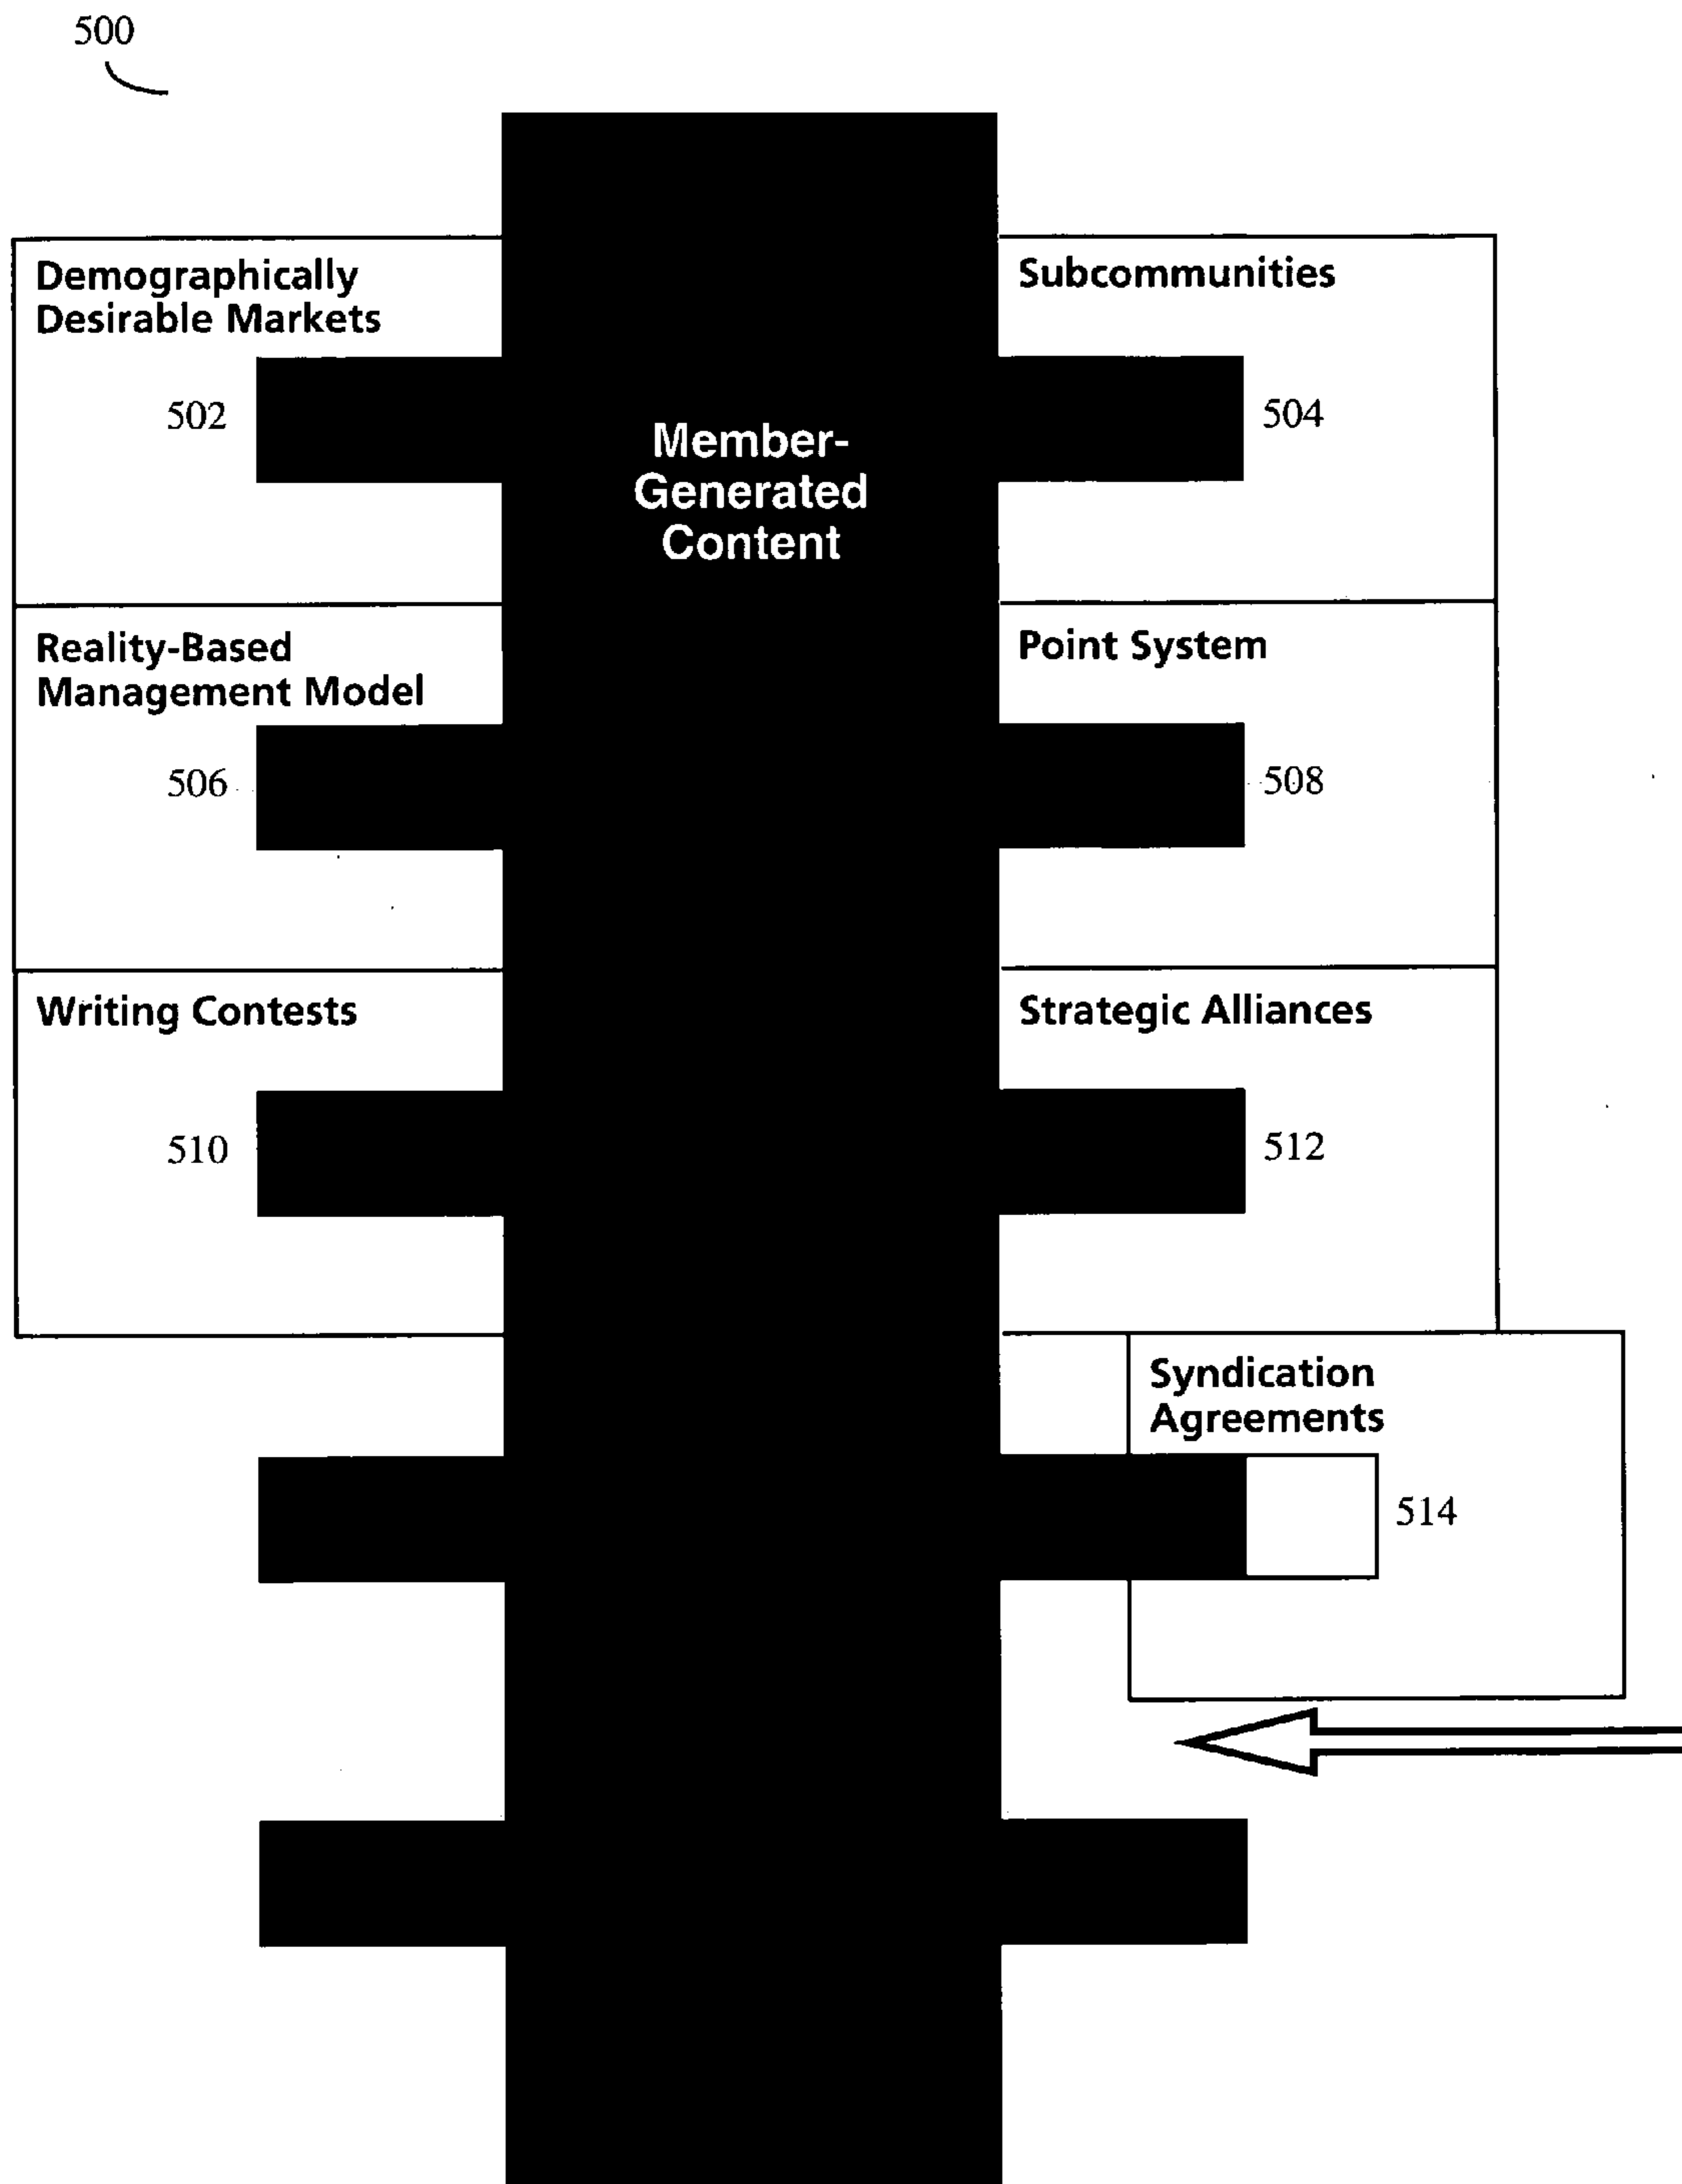 500
Demographically
Desirable Markets
502
Subcommunities
504
Member-
Generated
Content
Reality-Based
Management Model
506
Point System
508
Writing Contests
510
Strategic Alliances
512
Syndication
Agreements
514